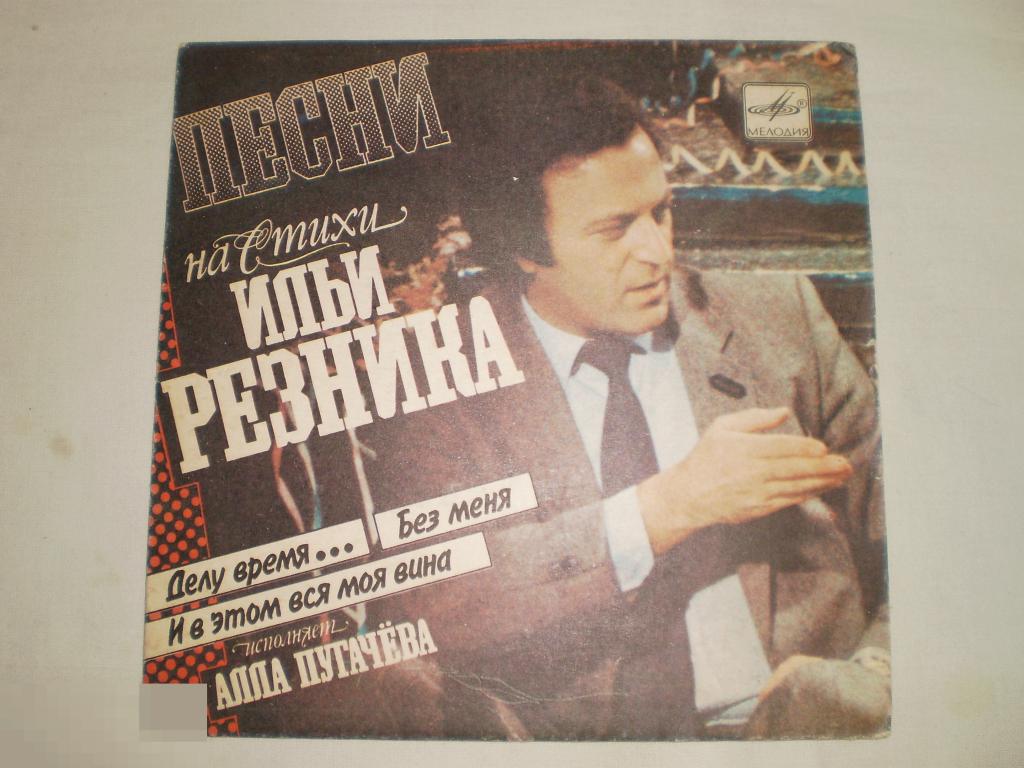 ПЕСНИ
на Стихи
ИЛЬИ
РЕЗНИКА
Делу время...
Без меня
И в этом вся моя вина
исполняет
АЛЛА ПУГАЧЁВА
МЕЛОДИЯ ®